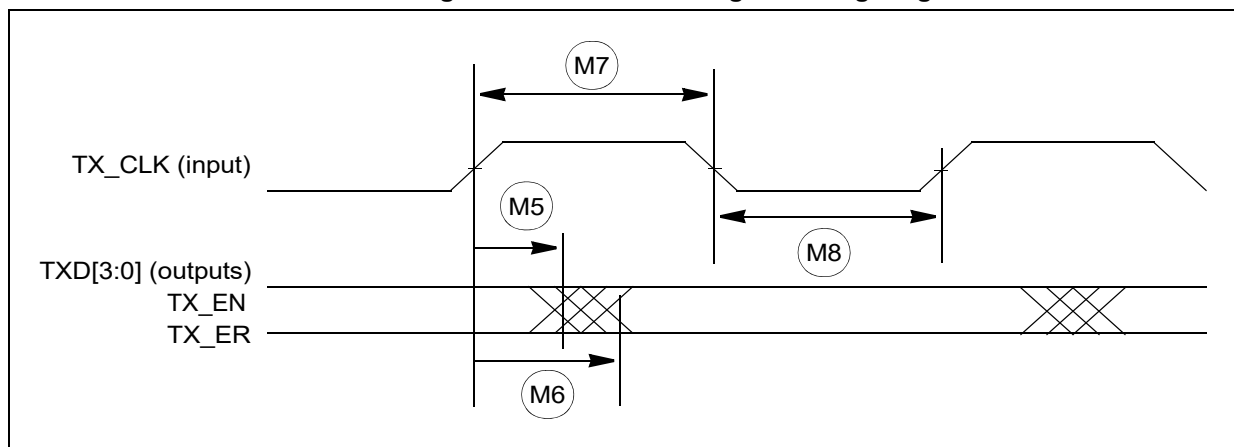 M7
TX_CLK (input)
M5
M8
TXD[3:0] (outputs)
TX_EN
TX_ER
M6